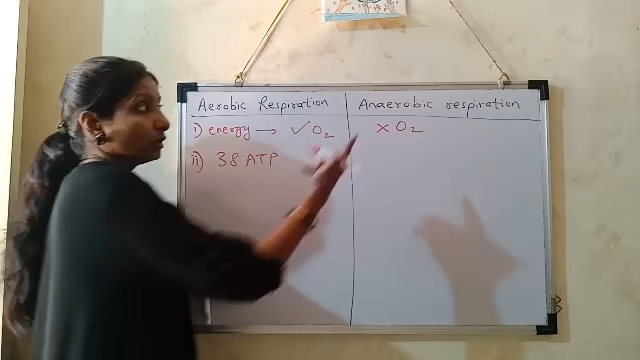 Aerobic Respiration
Anaerobic respiration
i) energy → ✓ O₂
x O₂
ii) 38 ATP